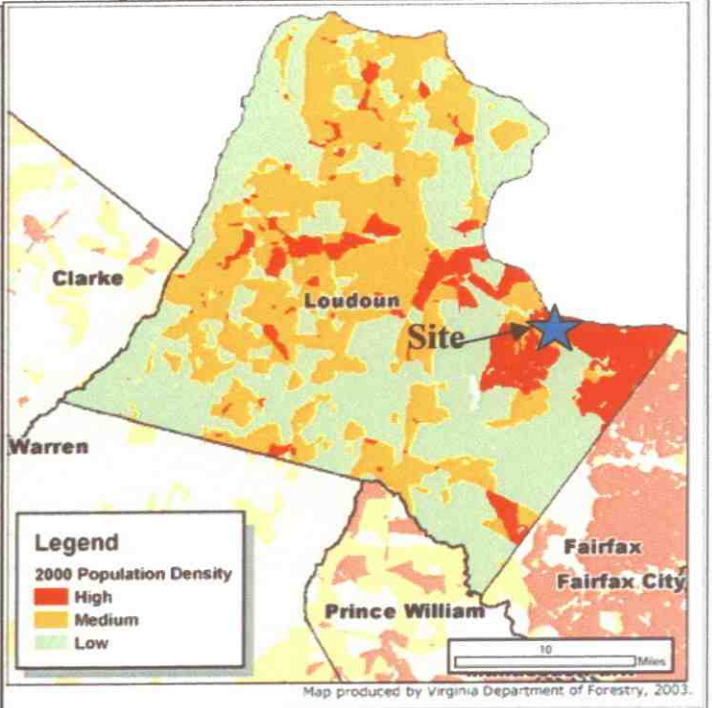 Clarke
Loudoun
Site
Warren
Legend
2000 Population Density
High
Medium
Low
Fairfax
Fairfax City
Prince William
10
Miles
Map produced by Virginia Department of Forestry, 2003.